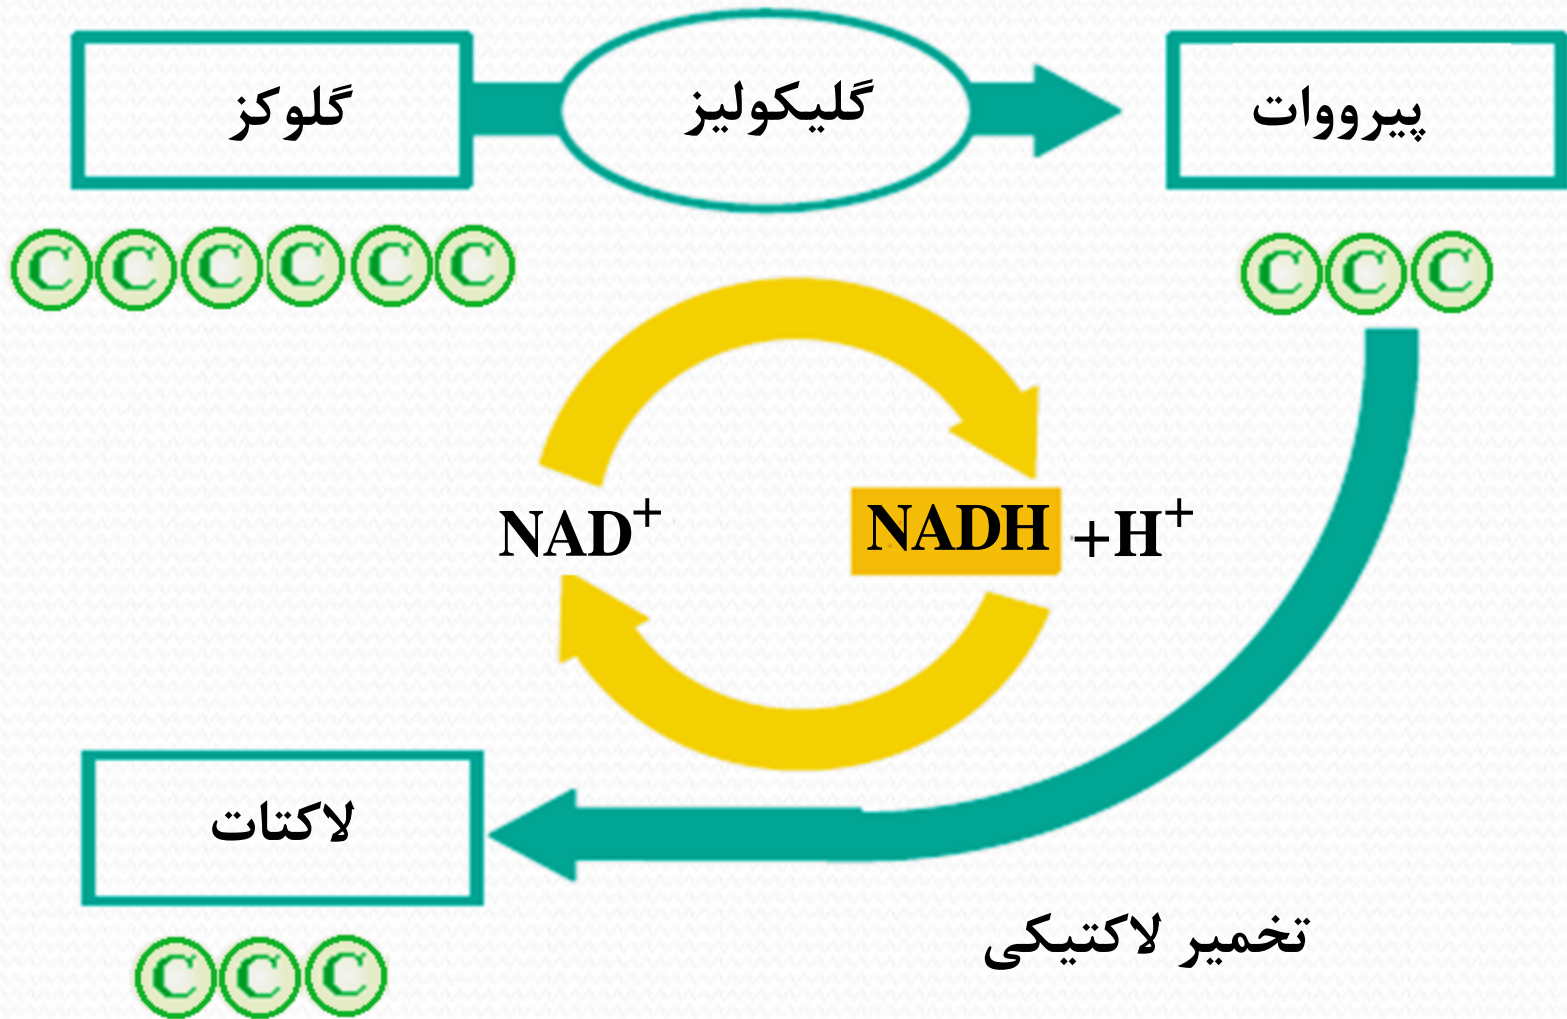 گلوکز
گلیکولیز
پیرووات
C C C C C C
C C C
NAD⁺
NADH +H⁺
لاکتات
C C C
تخمیر لاکتیکی